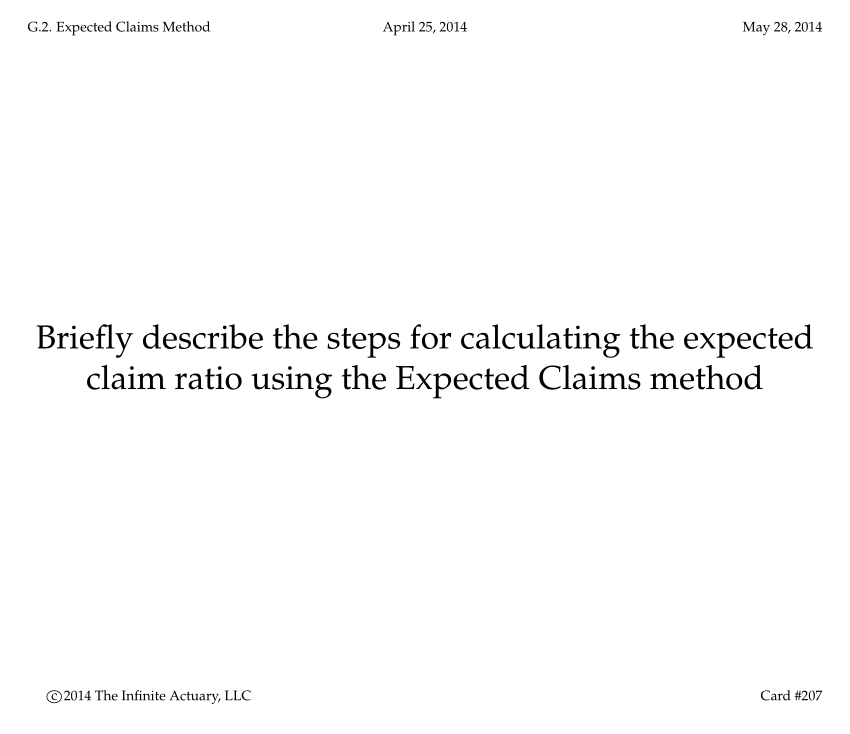 G.2. Expected Claims Method April 25, 2014 May 28, 2014
Briefly describe the steps for calculating the expected
claim ratio using the Expected Claims method
©2014 The Infinite Actuary, LLC Card #207